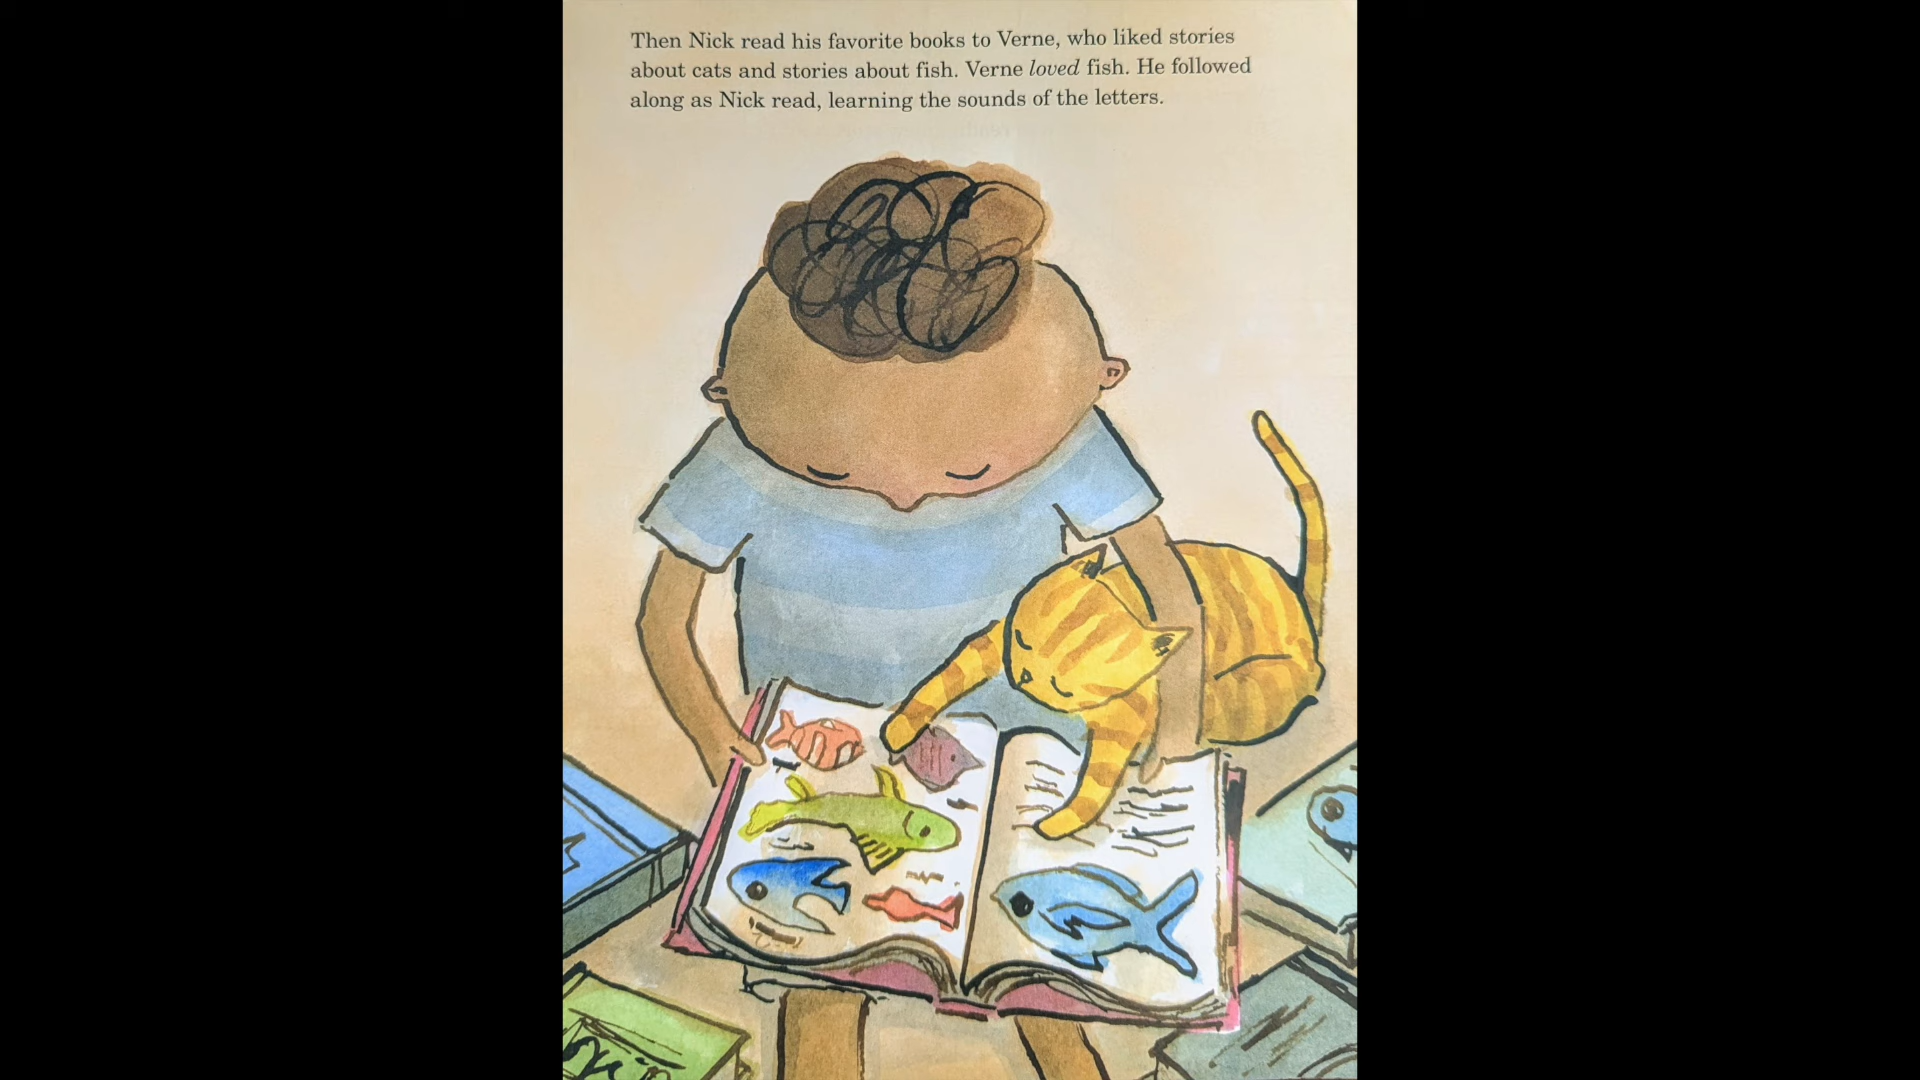 Then Nick read his favorite books to Verne, who liked stories
about cats and stories about fish. Verne loved fish. He followed
along as Nick read, learning the sounds of the letters.